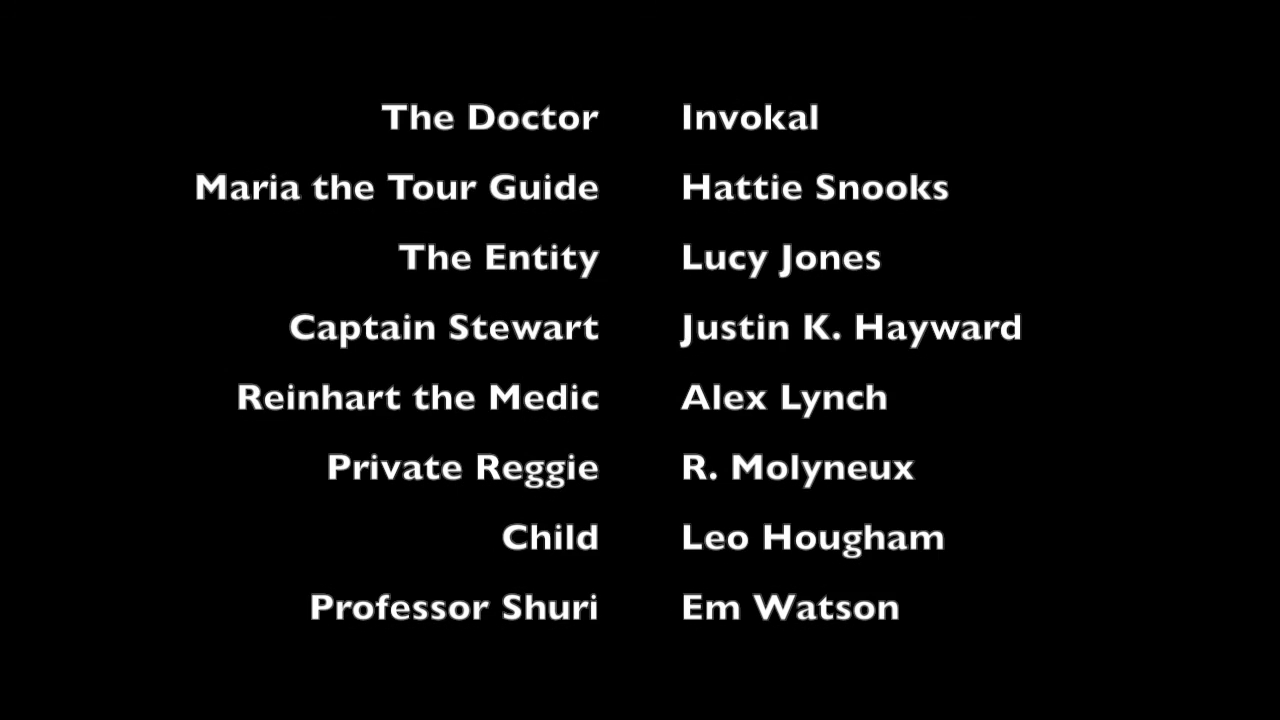 The Doctor Invokal
Maria the Tour Guide Hattie Snooks
The Entity Lucy Jones
Captain Stewart Justin K. Hayward
Reinhart the Medic Alex Lynch
Private Reggie R. Molyneux
Child Leo Hougham
Professor Shuri Em Watson